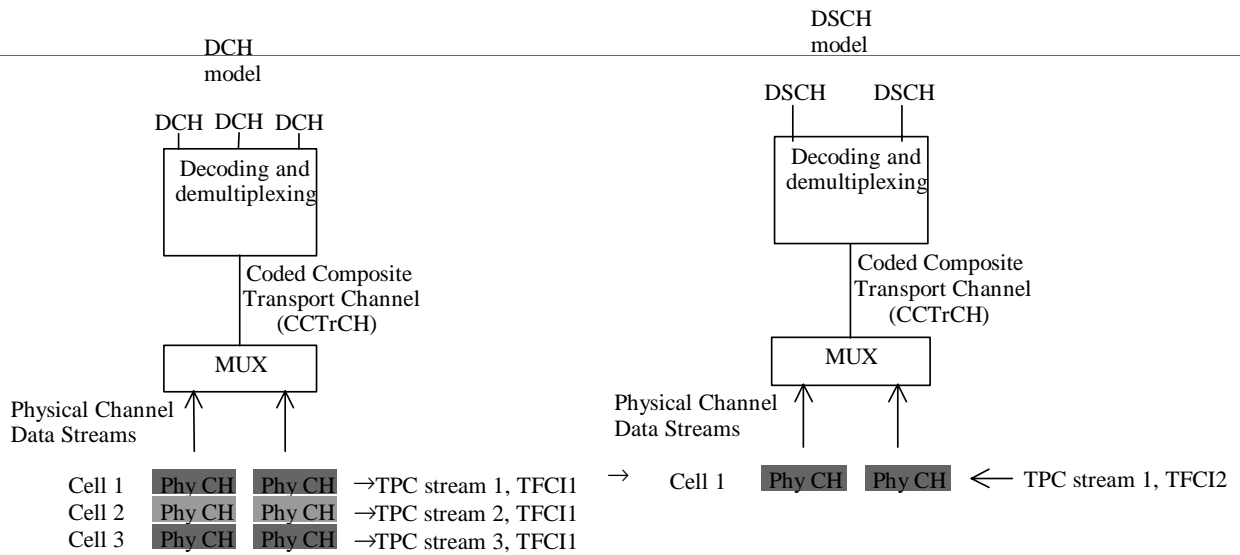 DCH
model
DCH DCH DCH
Decoding and
demultiplexing
Coded Composite
Transport Channel
(CCTrCH)
MUX
Physical Channel
Data Streams
Cell 1 Phy CH Phy CH →TPC stream 1, TFCI1
Cell 2 Phy CH Phy CH →TPC stream 2, TFCI1
Cell 3 Phy CH Phy CH →TPC stream 3, TFCI1
DSCH
model
DSCH DSCH
Decoding and
demultiplexing
Coded Composite
Transport Channel
(CCTrCH)
MUX
Physical Channel
Data Streams
→ Cell 1 Phy CH Phy CH ← TPC stream 1, TFCI2